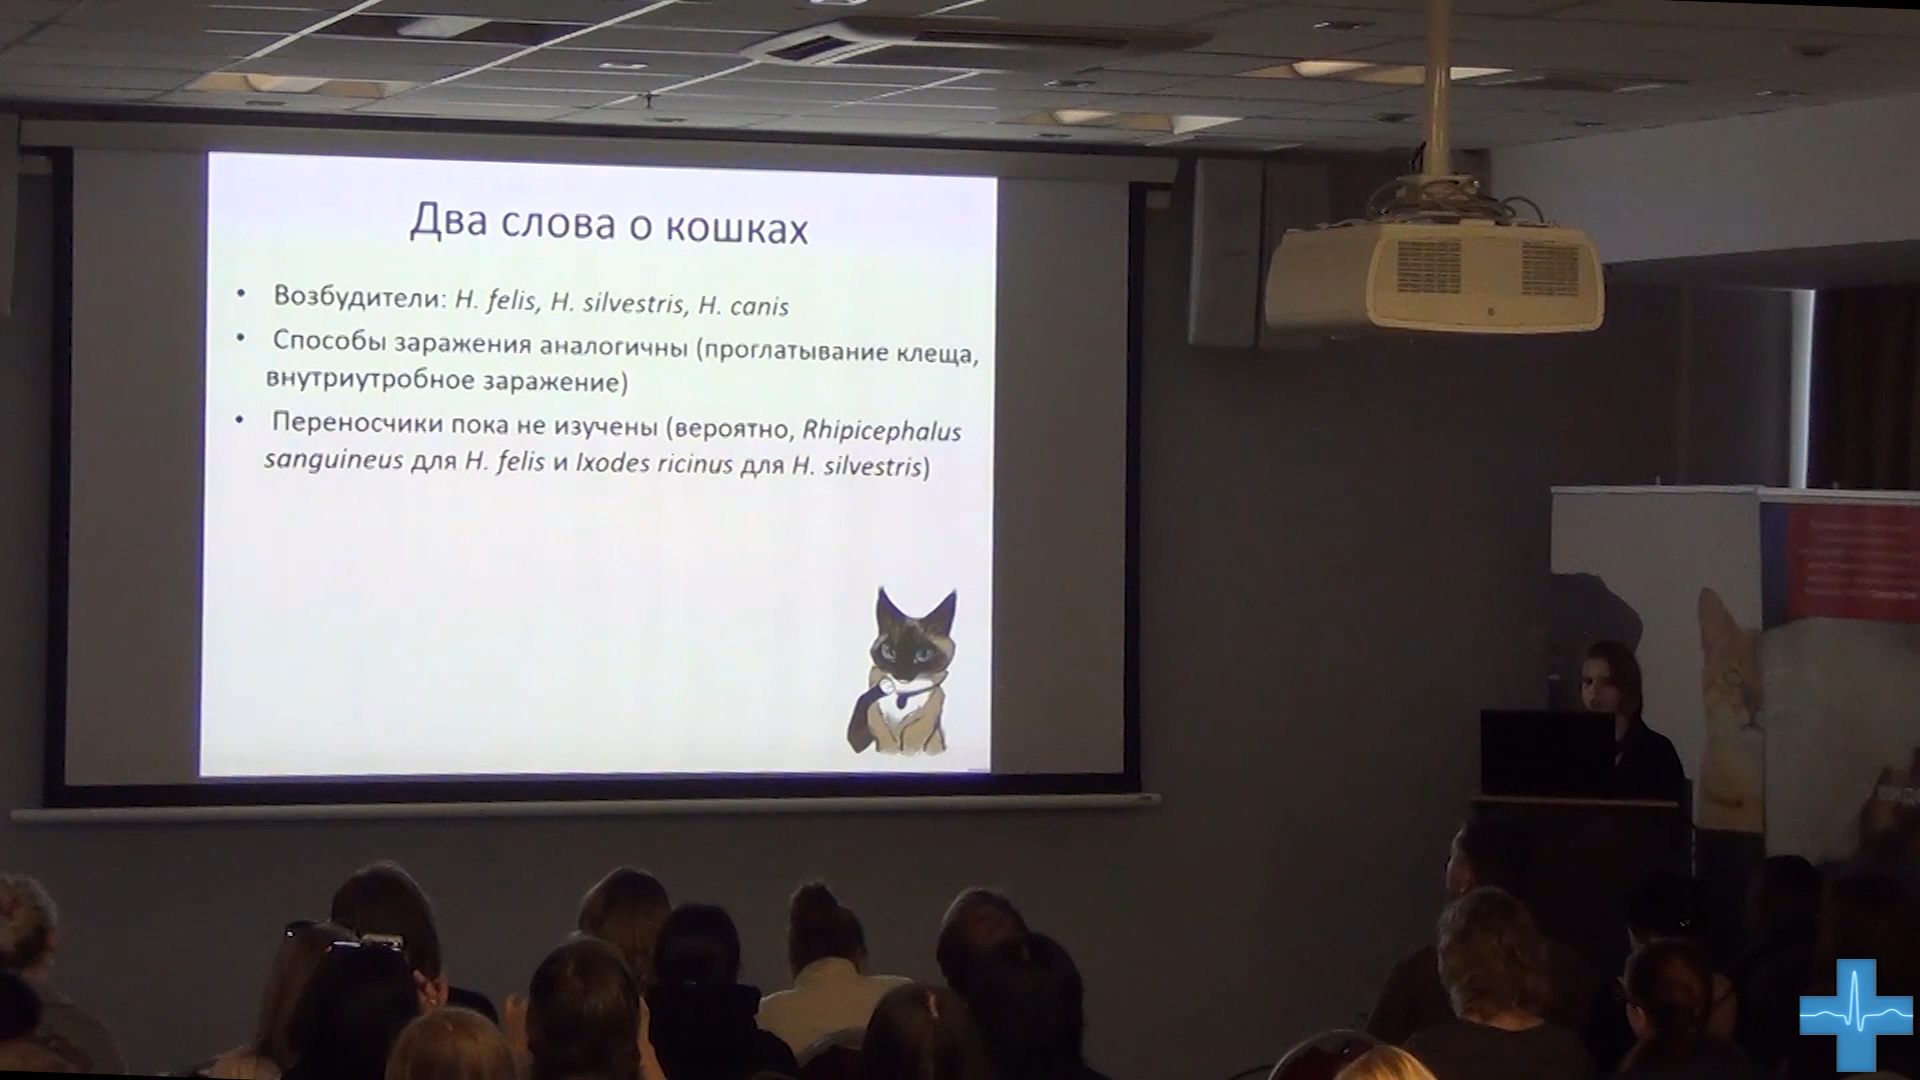 Два слова о кошках
• Возбудители: H. felis, H. silvestris, H. canis
• Способы заражения аналогичны (проглатывание клеща,
внутриутробное заражение)
• Переносчики пока не изучены (вероятно, Rhipicephalus
sanguineus для H. felis и Ixodes ricinus для H. silvestris)